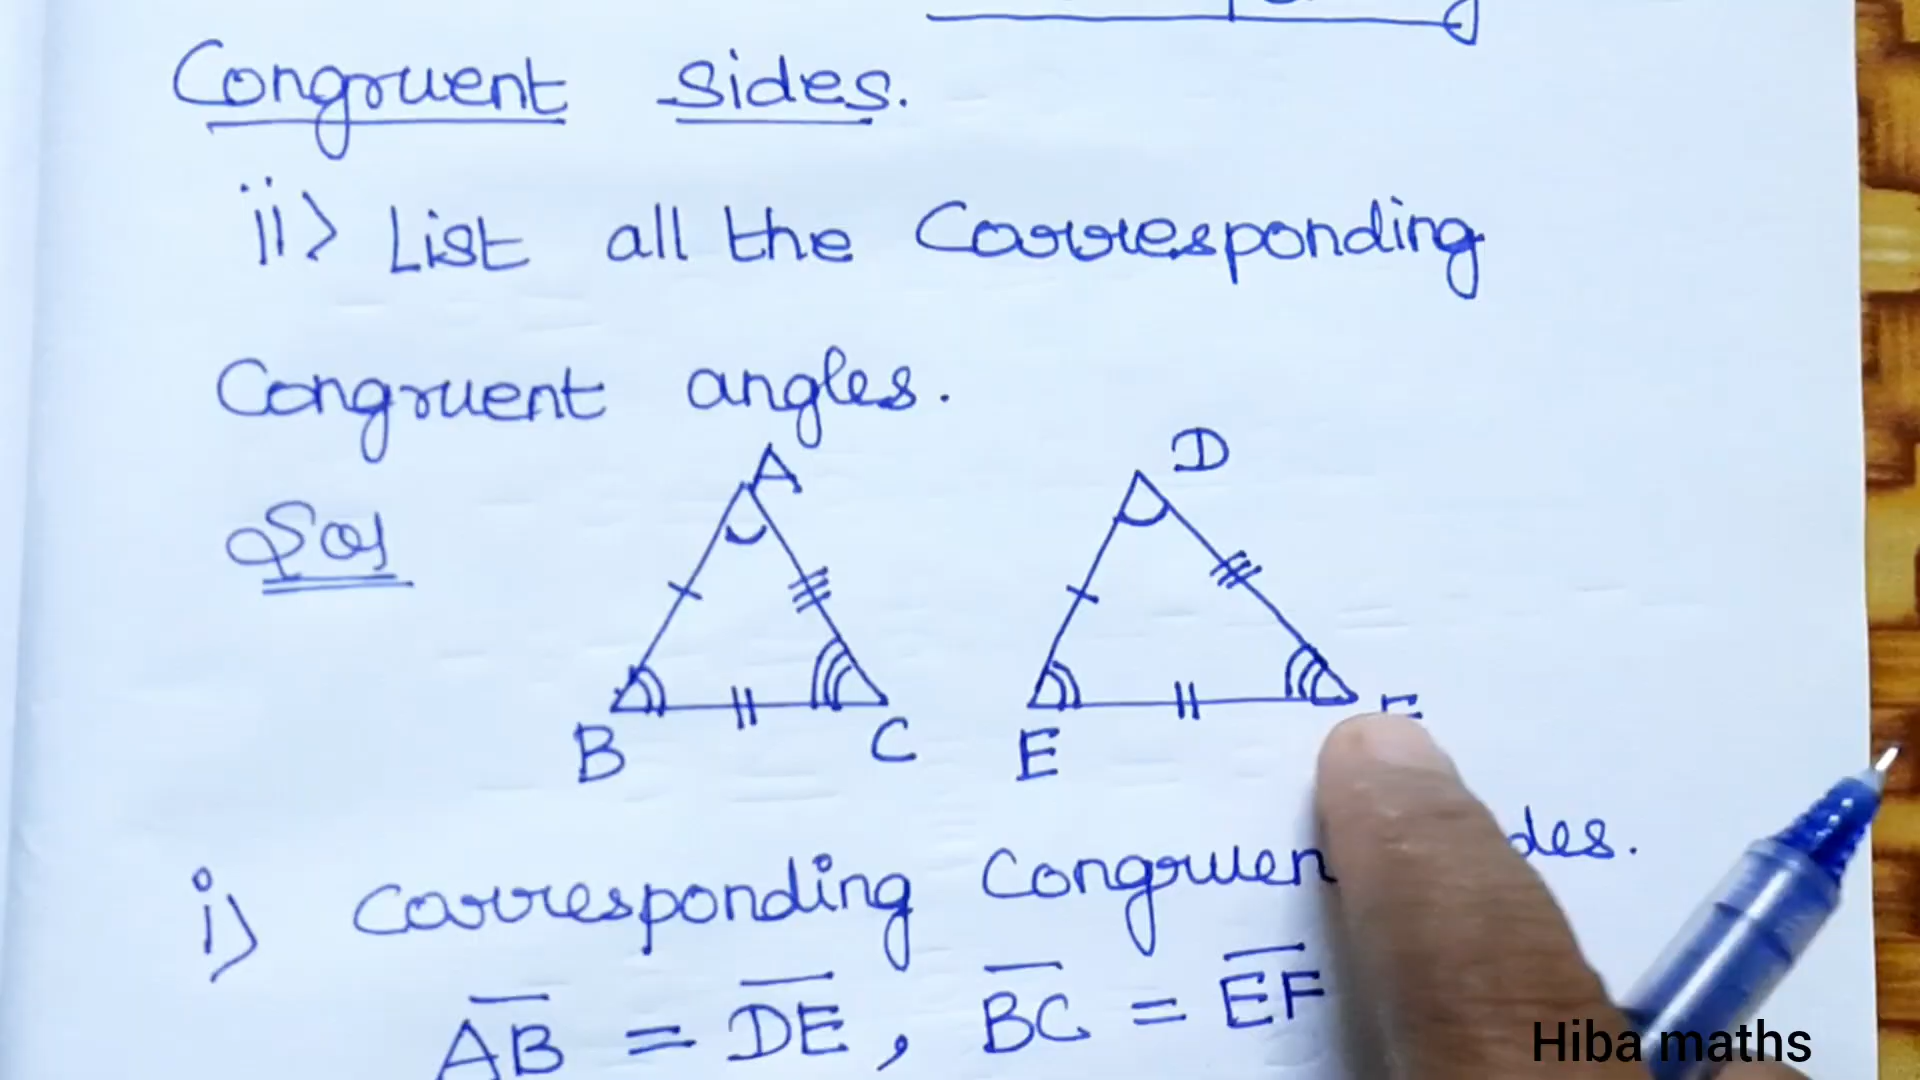 Congruent sides.
ii> List all the Corresponding
Congruent angles.
Sol
A
D
B
C
E
i) Corresponding Congruen des.
AB = DE, BC = EF
Hiba maths